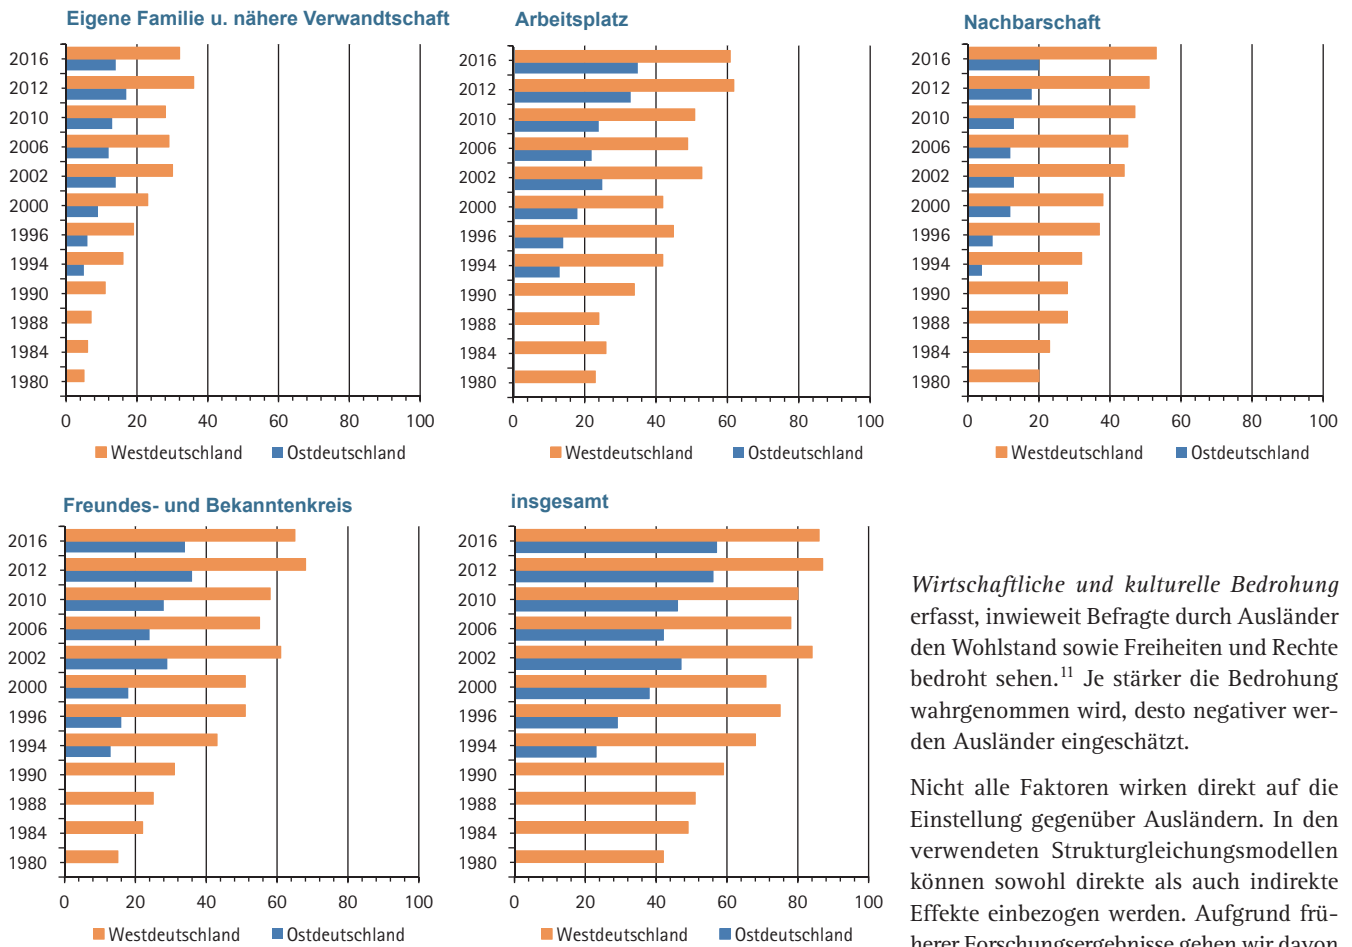 Eigene Familie u. nähere Verwandtschaft
2016
2012
2010
2006
2002
2000
1996
1994
1990
1988
1984
1980
0 20 40 60 80 100
Westdeutschland Ostdeutschland
Arbeitsplatz
2016
2012
2010
2006
2002
2000
1996
1994
1990
1988
1984
1980
0 20 40 60 80 100
Westdeutschland Ostdeutschland
Nachbarschaft
2016
2012
2010
2006
2002
2000
1996
1994
1990
1988
1984
1980
0 20 40 60 80 100
Westdeutschland Ostdeutschland
Freundes- und Bekanntenkreis
2016
2012
2010
2006
2002
2000
1996
1994
1990
1988
1984
1980
0 20 40 60 80 100
Westdeutschland Ostdeutschland
insgesamt
2016
2012
2010
2006
2002
2000
1996
1994
1990
1988
1984
1980
0 20 40 60 80 100
Westdeutschland Ostdeutschland
Wirtschaftliche und kulturelle Bedrohung
erfasst, inwieweit Befragte durch Ausländer
den Wohlstand sowie Freiheiten und Rechte
bedroht sehen.11 Je stärker die Bedrohung
wahrgenommen wird, desto negativer wer-
den Ausländer eingeschätzt.
Nicht alle Faktoren wirken direkt auf die
Einstellung gegenüber Ausländern. In den
verwendeten Strukturgleichungsmodellen
können sowohl direkte als auch indirekte
Effekte einbezogen werden. Aufgrund frü-
herer Forschungsergebnisse gehen wir davon